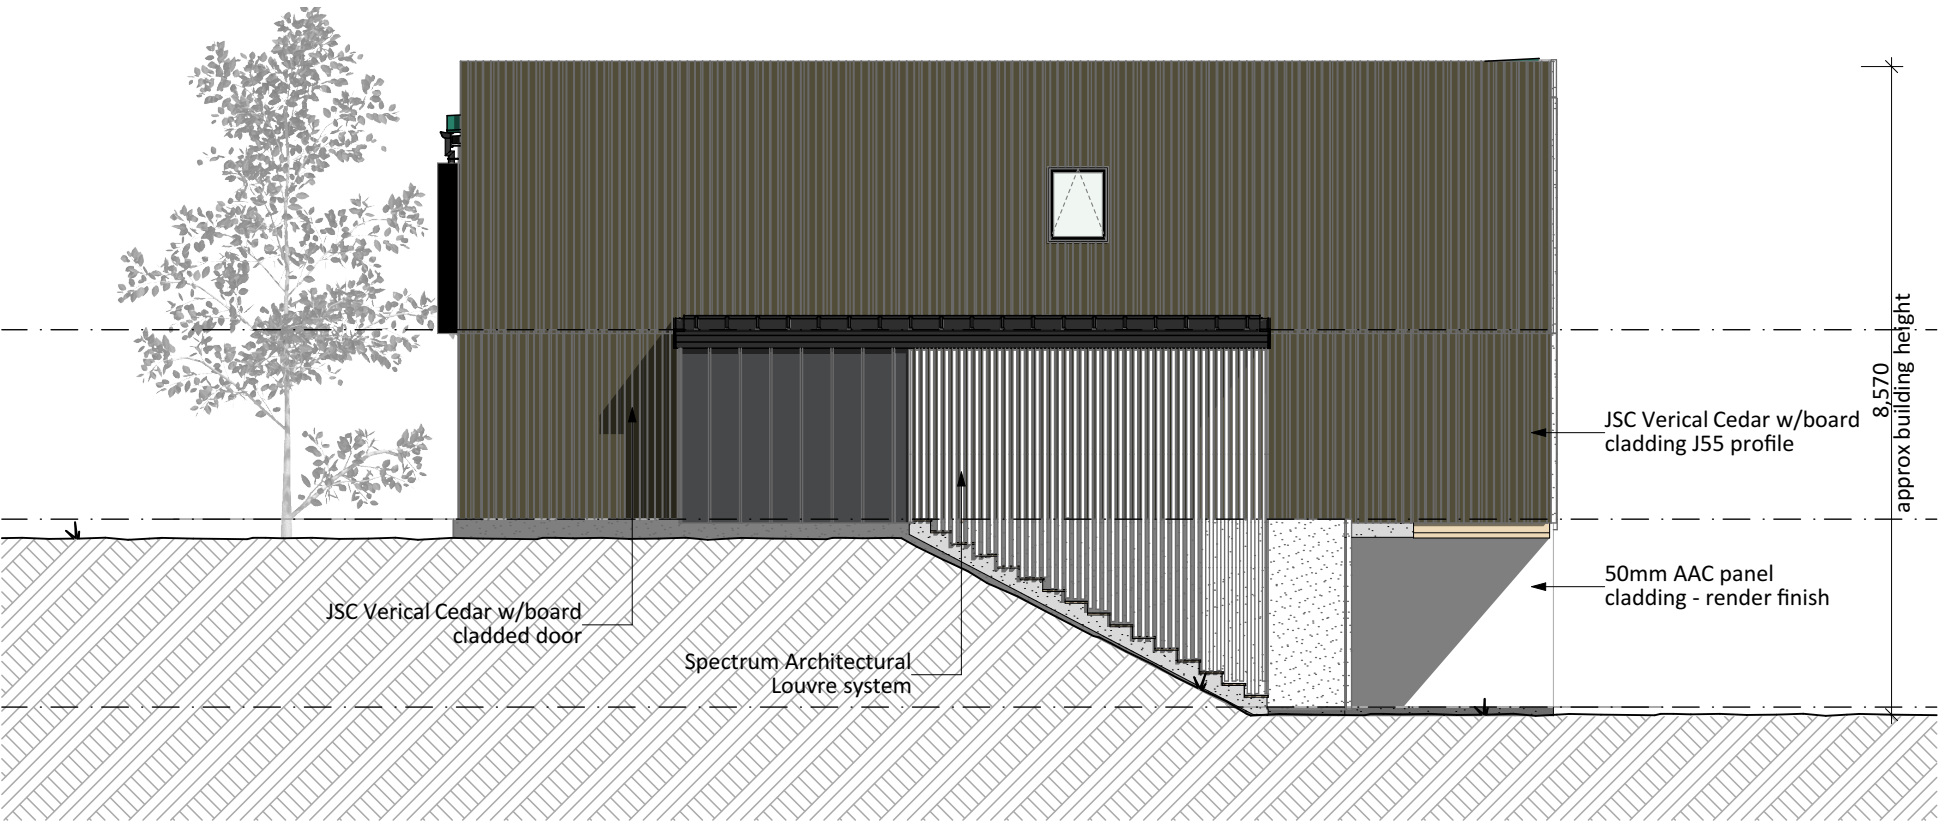 8,570
approx building height
JSC Verical Cedar w/board
cladding J55 profile
50mm AAC panel
cladding - render finish
JSC Verical Cedar w/board
cladded door
Spectrum Architectural
Louvre system